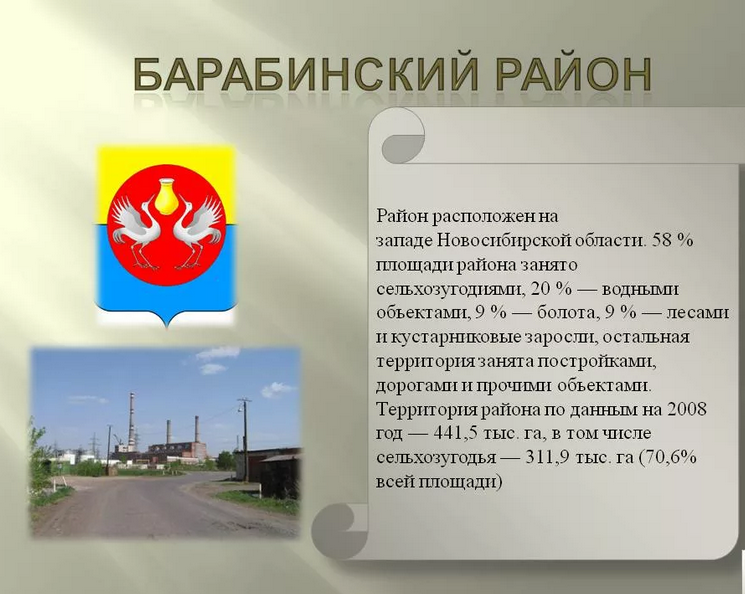 БАРАБИНСКИЙ РАЙОН
Район расположен на
западе Новосибирской области. 58 %
площади района занято
сельхозугодиями, 20 % — водными
объектами, 9 % — болота, 9 % — лесами
и кустарниковые заросли, остальная
территория занята постройками,
дорогами и прочими объектами.
Территория района по данным на 2008
год — 441,5 тыс. га, в том числе
сельхозугодья — 311,9 тыс. га (70,6%
всей площади)